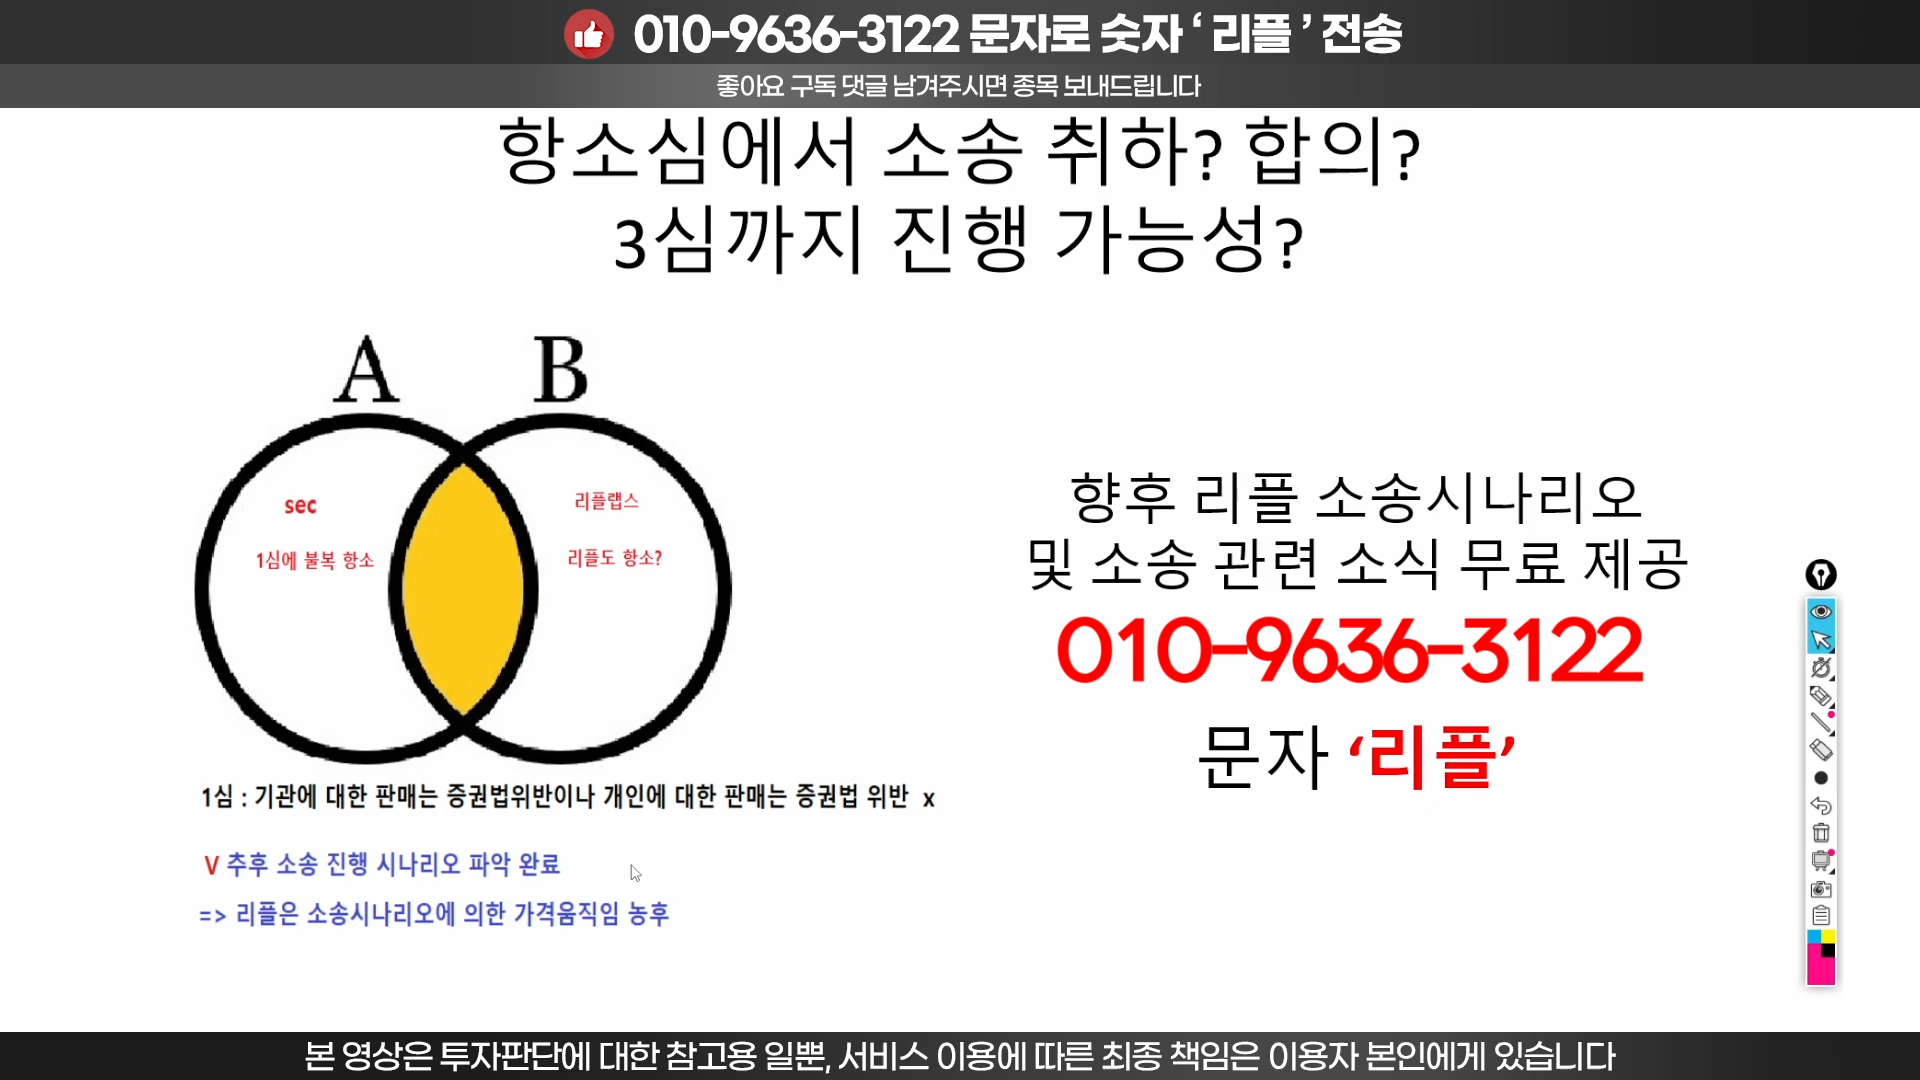 010-9636-3122 문자로 숫자 ‘ 리플 ’ 전송
좋아요 구독 댓글 남겨주시면 종목 보내드립니다
항소심에서 소송 취하? 합의?
3심까지 진행 가능성?
A B
sec
1심에 불복 항소
리플랩스
리플도 항소?
향후 리플 소송시나리오
및 소송 관련 소식 무료 제공
010-9636-3122
문자 ‘리플’
1심 : 기관에 대한 판매는 증권법위반이나 개인에 대한 판매는 증권법 위반 x
V 추후 소송 진행 시나리오 파악 완료
=> 리플은 소송시나리오에 의한 가격움직임 농후
본 영상은 투자판단에 대한 참고용 일뿐, 서비스 이용에 따른 최종 책임은 이용자 본인에게 있습니다